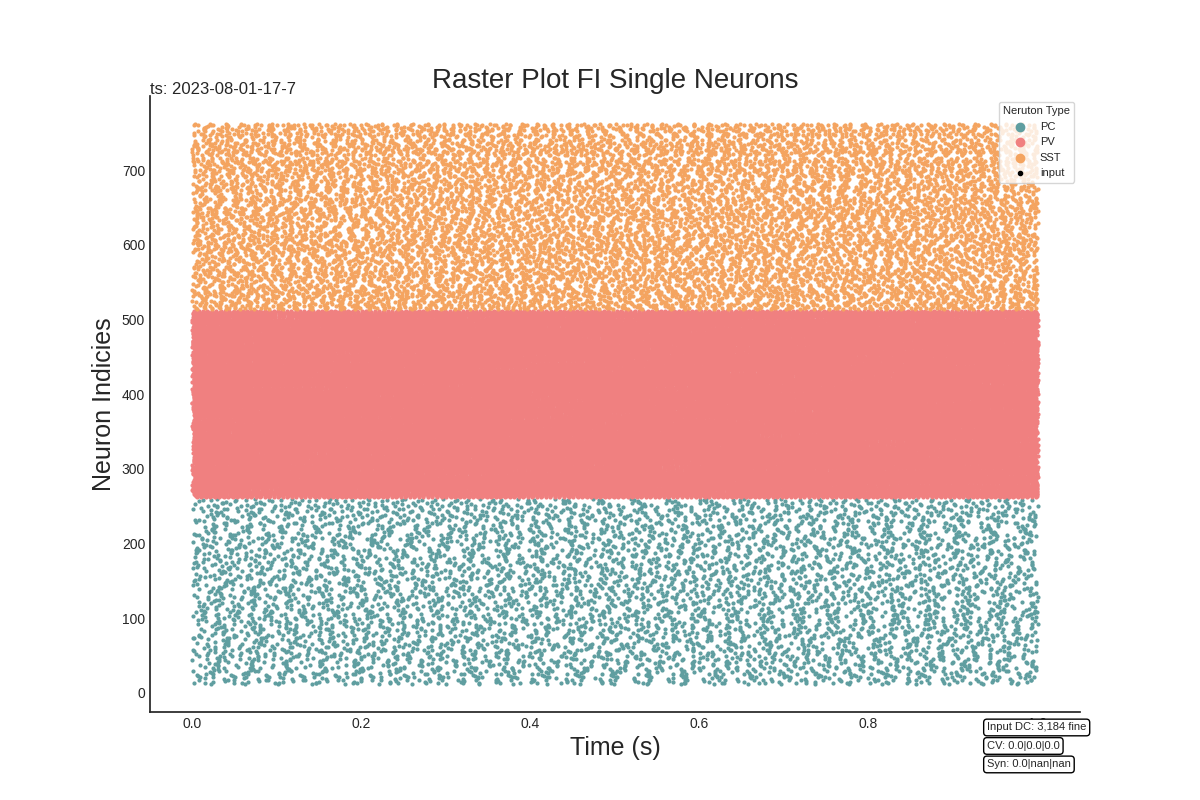 Raster Plot FI Single Neurons
ts: 2023-08-01-17-7
Neruton Type
PC
PV
SST
input
Neuron Indicies
700
600
500
400
300
200
100
0
0.0 0.2 0.4 0.6 0.8
Time (s)
Input DC: 3,184 fine
CV: 0.0|0.0|0.0
Syn: 0.0|nan|nan